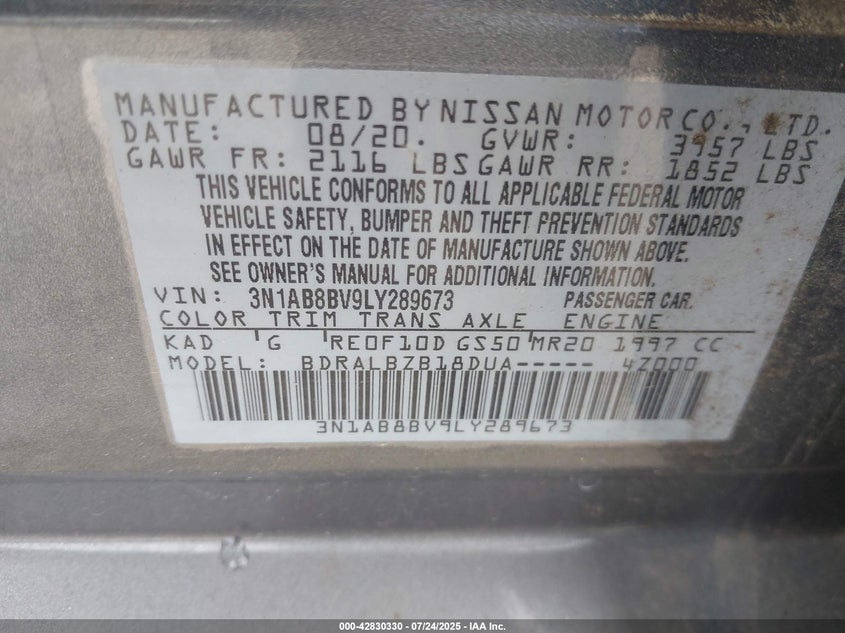 MANUFACTURED BY NISSAN MOTOR CO., LTD.
DATE: 08/20. GVWR: 3957 LBS
GAWR FR: 2116 LBS GAWR RR: 1852 LBS
THIS VEHICLE CONFORMS TO ALL APPLICABLE FEDERAL MOTOR
VEHICLE SAFETY, BUMPER AND THEFT PREVENTION STANDARDS
IN EFFECT ON THE DATE OF MANUFACTURE SHOWN ABOVE.
SEE OWNER'S MANUAL FOR ADDITIONAL INFORMATION.
VIN: 3N1AB8BV9LY289673 PASSENGER CAR
COLOR TRIM TRANS AXLE ENGINE
KAD G RE0F10D GS50 MR20 1997 CC
MODEL: BDRALBZB18DUA----- 4Z000
3N1AB8BV9LY289673
000-42830330 - 07/24/2025 - IAA Inc.